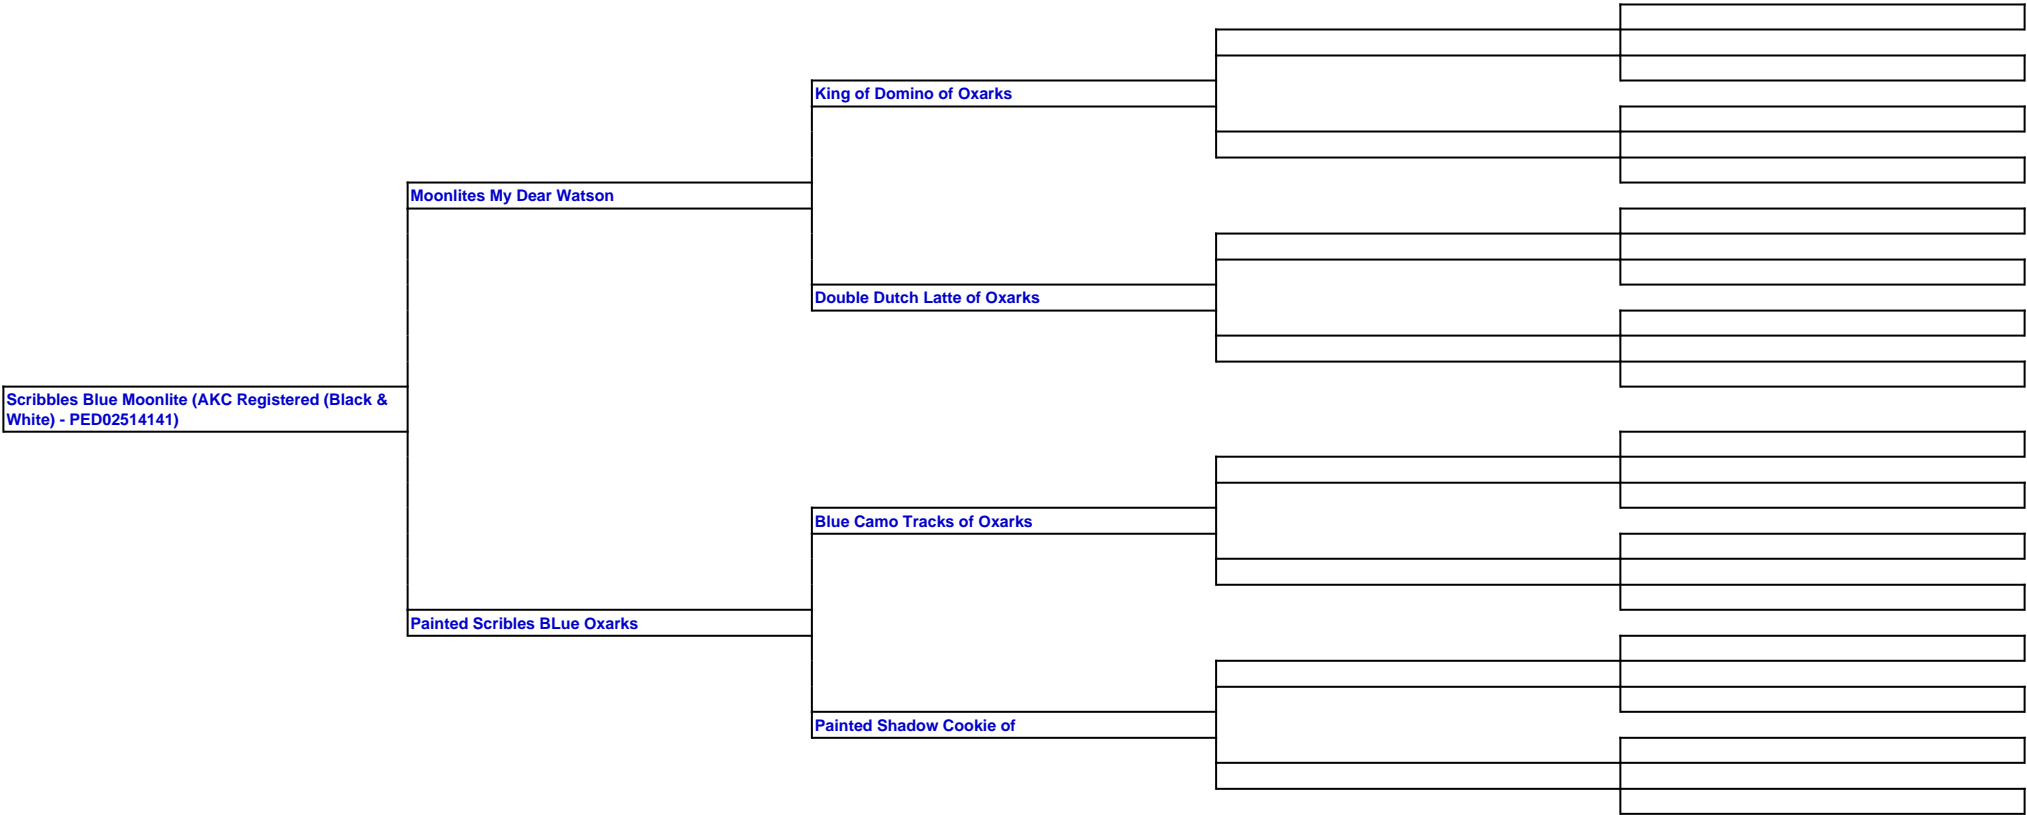 King of Domino of Oxarks
Moonlites My Dear Watson
Double Dutch Latte of Oxarks
Scribbles Blue Moonlite (AKC Registered (Black &
White) - PED02514141)
Blue Camo Tracks of Oxarks
Painted Scribles BLue Oxarks
Painted Shadow Cookie of